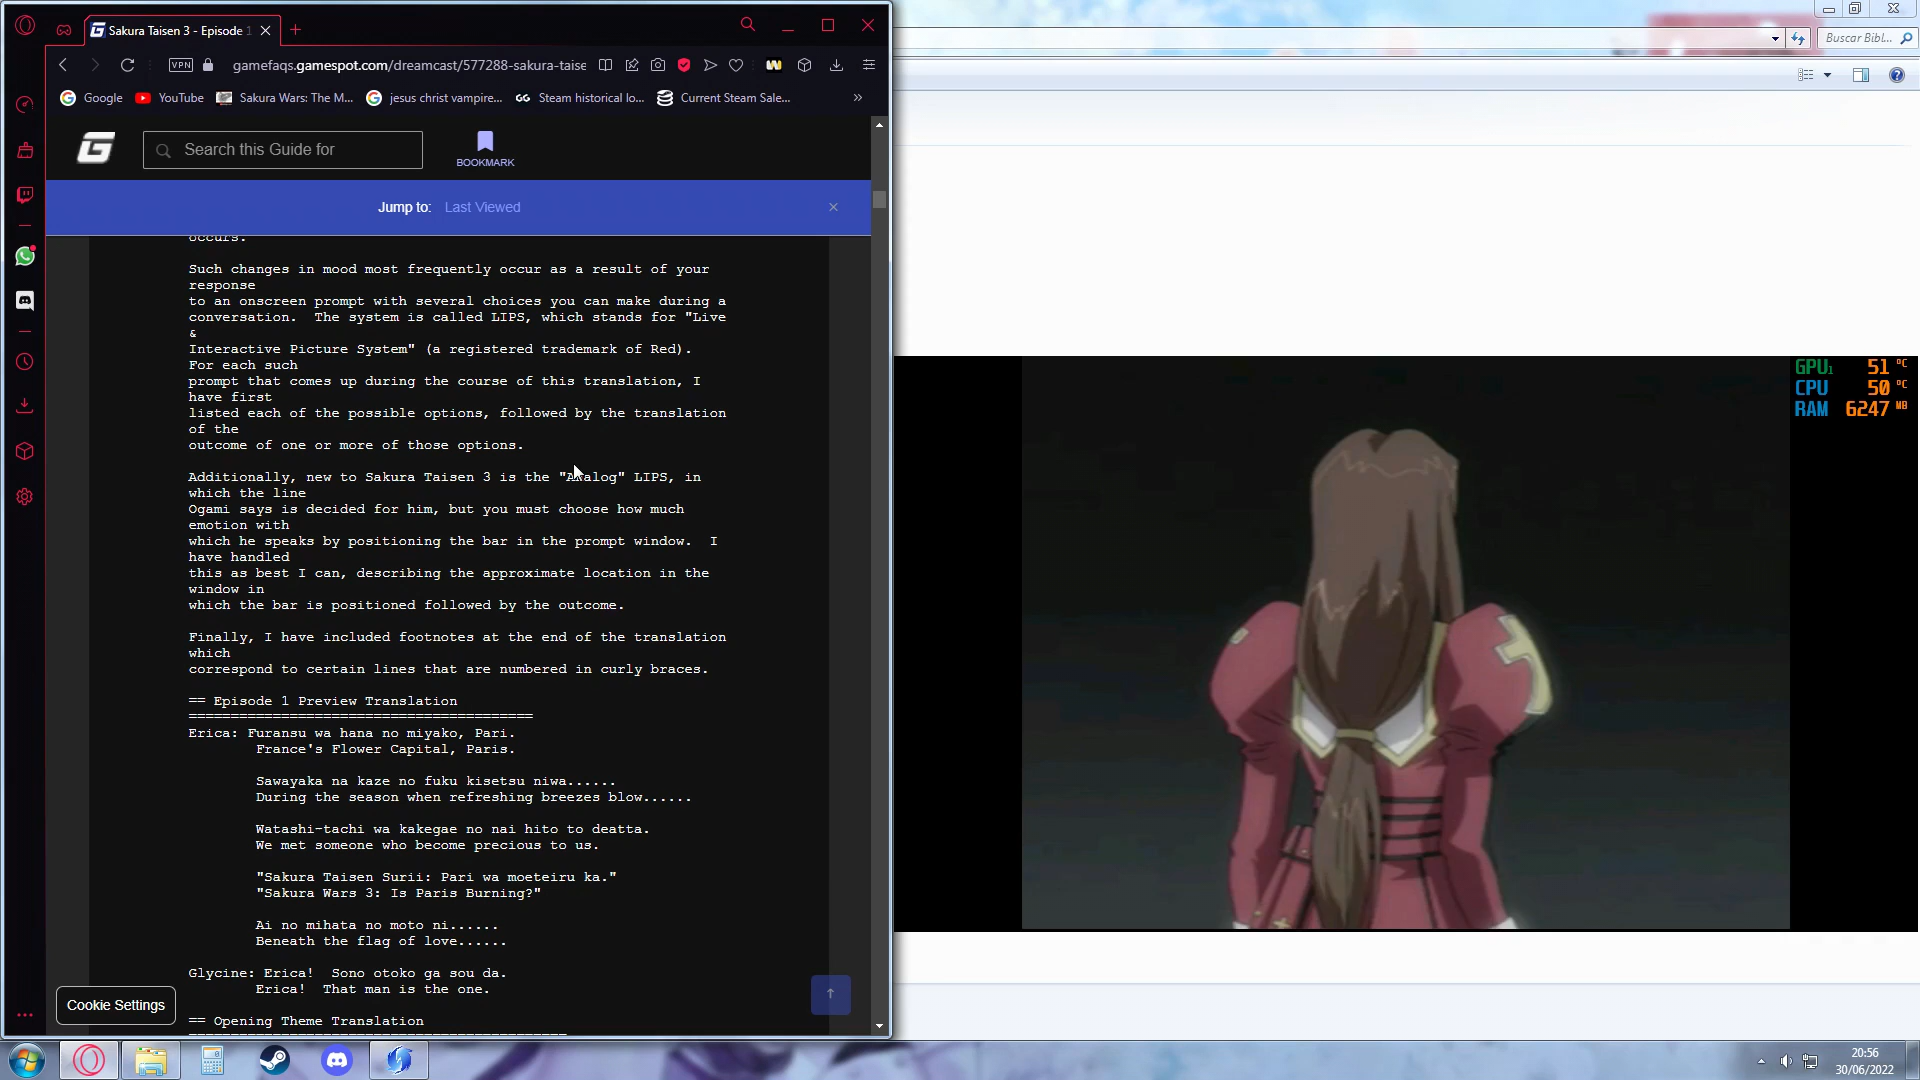 Sakura Taisen 3 - Episode 1
VPN
gamefaqs.gamespot.com/dreamcast/577288-sakura-taise
Google
YouTube
Sakura Wars: The M...
jesus christ vampire...
Steam historical lo...
Current Steam Sale...
»
Search this Guide for
BOOKMARK
Jump to: Last Viewed
occurs.
Such changes in mood most frequently occur as a result of your
response
to an onscreen prompt with several choices you can make during a
conversation. The system is called LIPS, which stands for "Live
&
Interactive Picture System" (a registered trademark of Red).
For each such
prompt that comes up during the course of this translation, I
have first
listed each of the possible options, followed by the translation
of the
outcome of one or more of those options.
Additionally, new to Sakura Taisen 3 is the "Analog" LIPS, in
which the line
Ogami says is decided for him, but you must choose how much
emotion with
which he speaks by positioning the bar in the prompt window. I
have handled
this as best I can, describing the approximate location in the
window in
which the bar is positioned followed by the outcome.
Finally, I have included footnotes at the end of the translation
which
correspond to certain lines that are numbered in curly braces.
== Episode 1 Preview Translation
=========================================
Erica: Furansu wa hana no miyako, Pari.
France's Flower Capital, Paris.
Sawayaka na kaze no fuku kisetsu niwa......
During the season when refreshing breezes blow......
Watashi-tachi wa kakegae no nai hito to deatta.
We met someone who become precious to us.
"Sakura Taisen Surii: Pari wa moeteiru ka."
"Sakura Wars 3: Is Paris Burning?"
Ai no mihata no moto ni......
Beneath the flag of love......
Glycine: Erica! Sono otoko ga sou da.
Erica! That man is the one.
== Opening Theme Translation
Cookie Settings
Buscar Bibl...
GPU1 51 °C
CPU 50 °C
RAM 6247 MB
20:56
30/06/2022